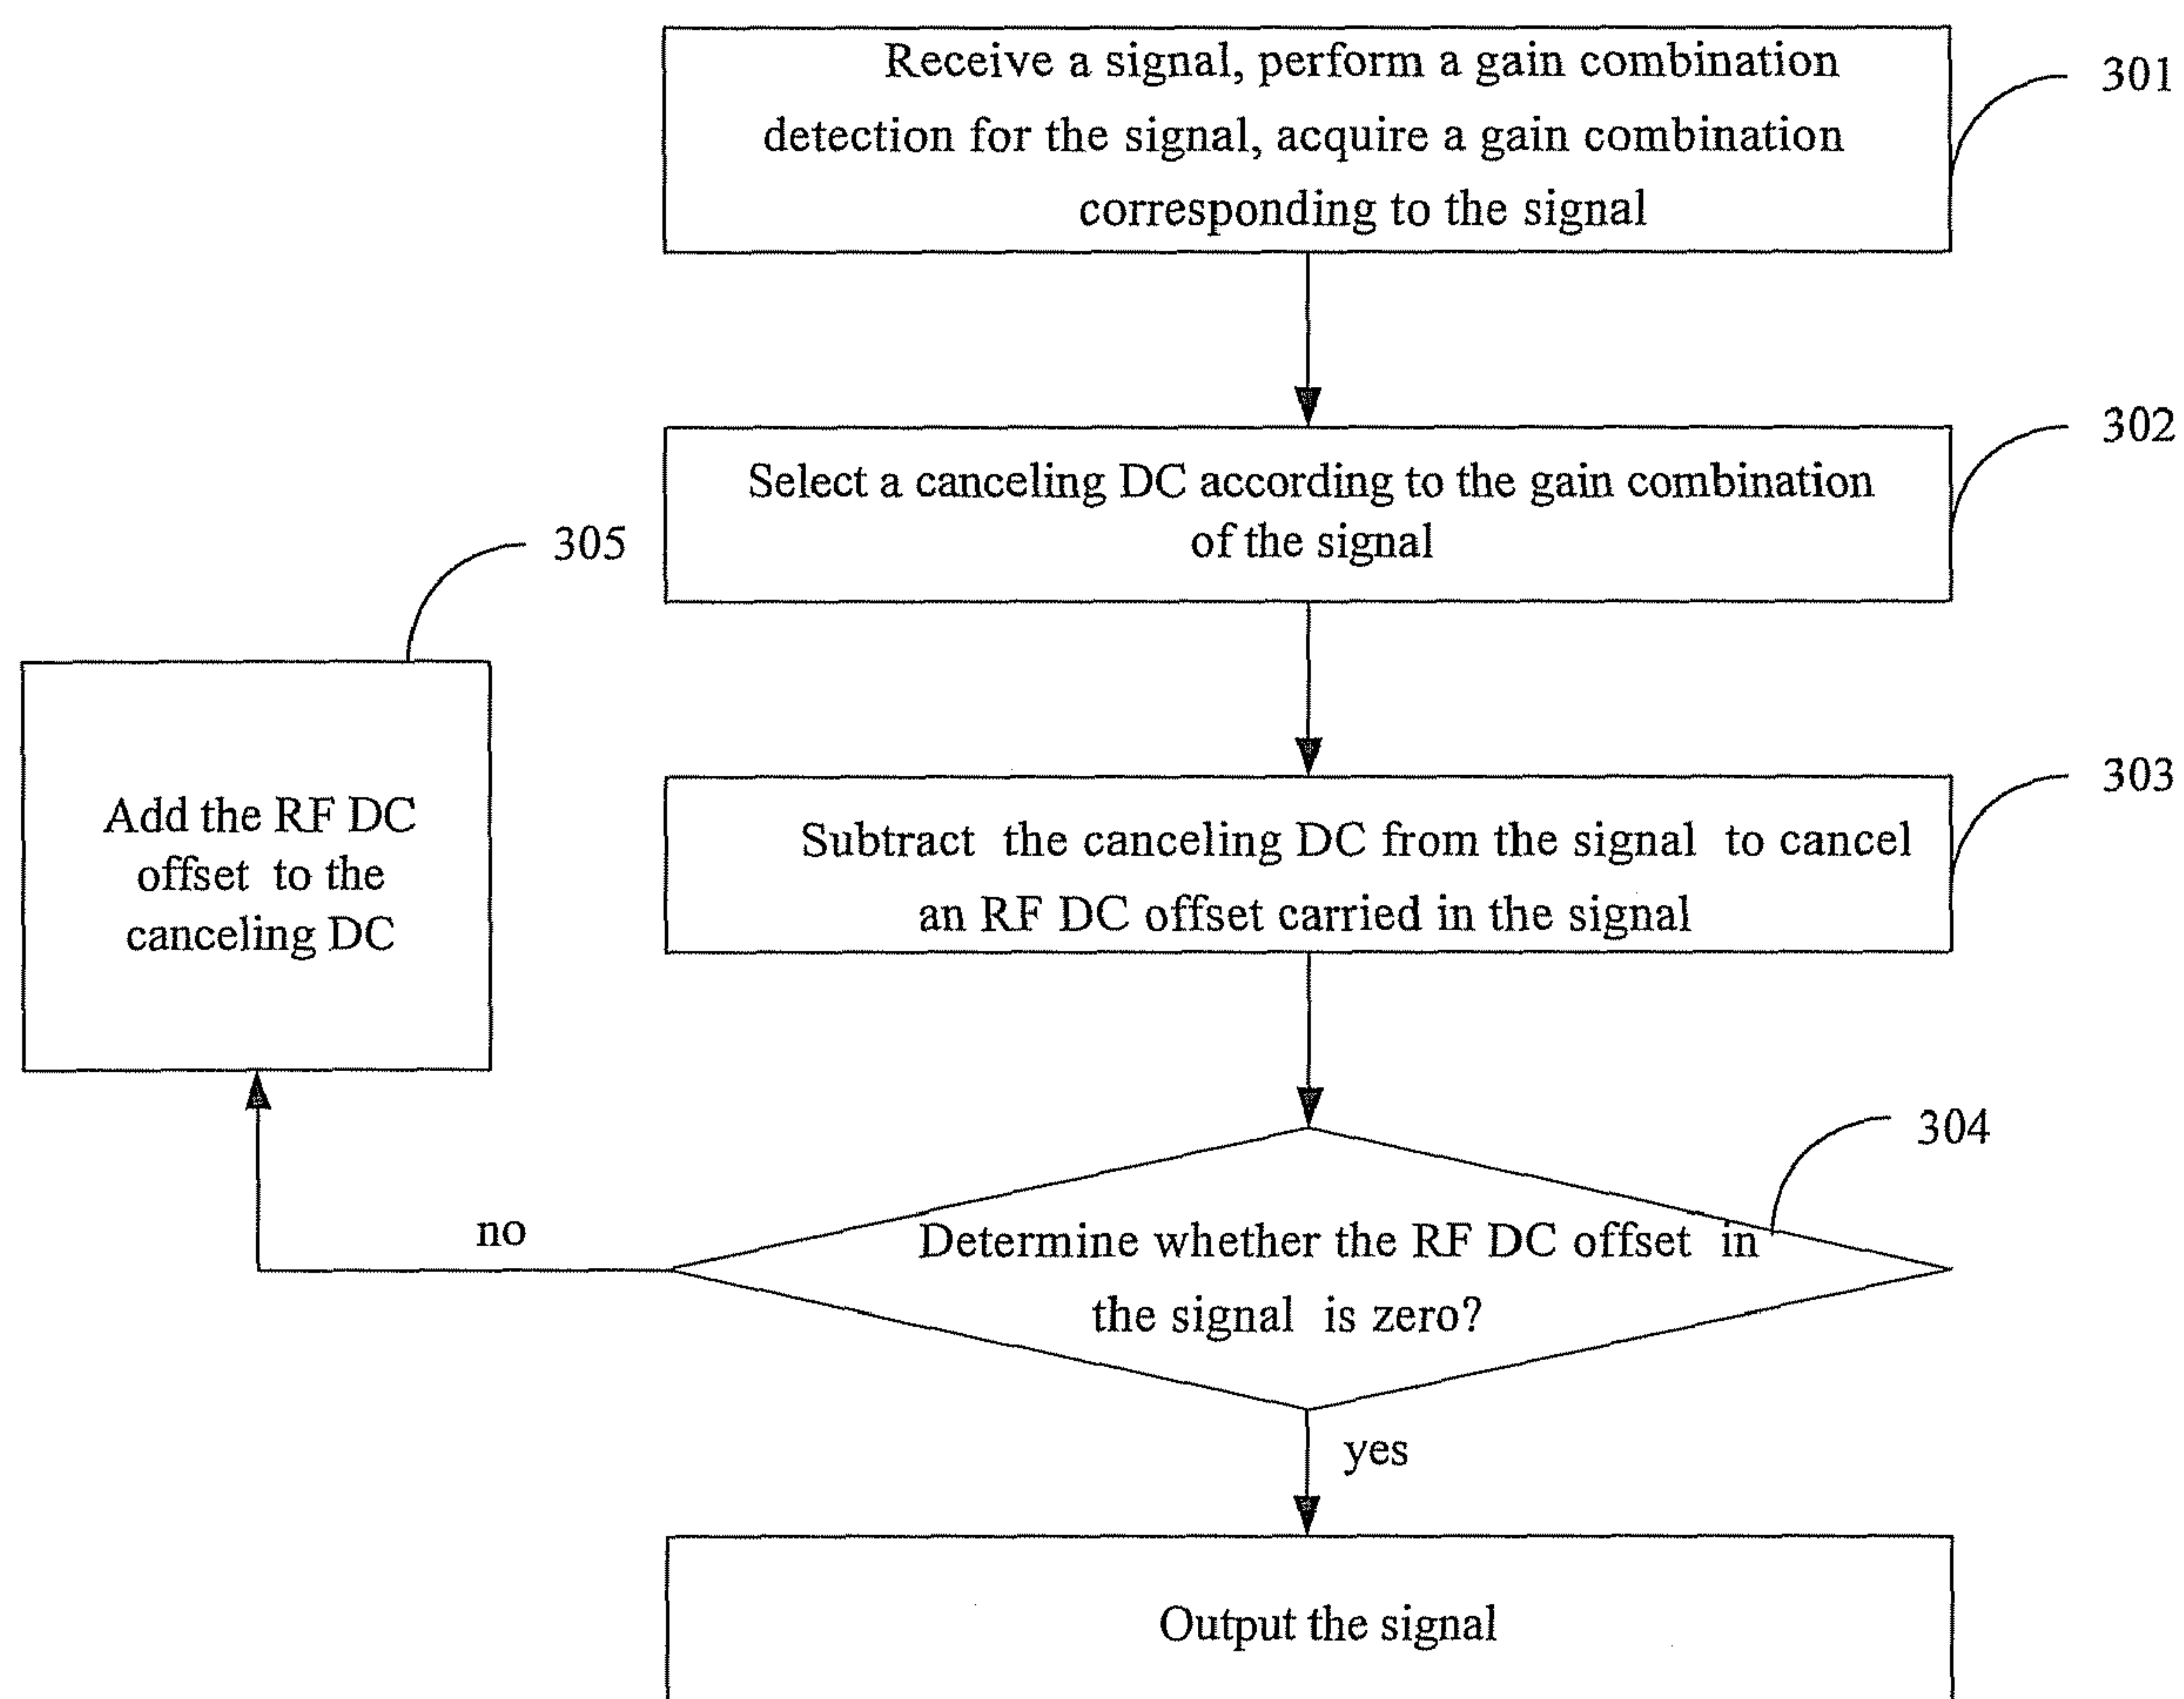 Receive a signal, perform a gain combination
detection for the signal, acquire a gain combination
corresponding to the signal
301
302
Select a canceling DC according to the gain combination
of the signal
305
303
Add the RF DC
offset to the
canceling DC
Subtract the canceling DC from the signal to cancel
an RF DC offset carried in the signal
304
no
Determine whether the RF DC offset in
the signal is zero?
yes
Output the signal